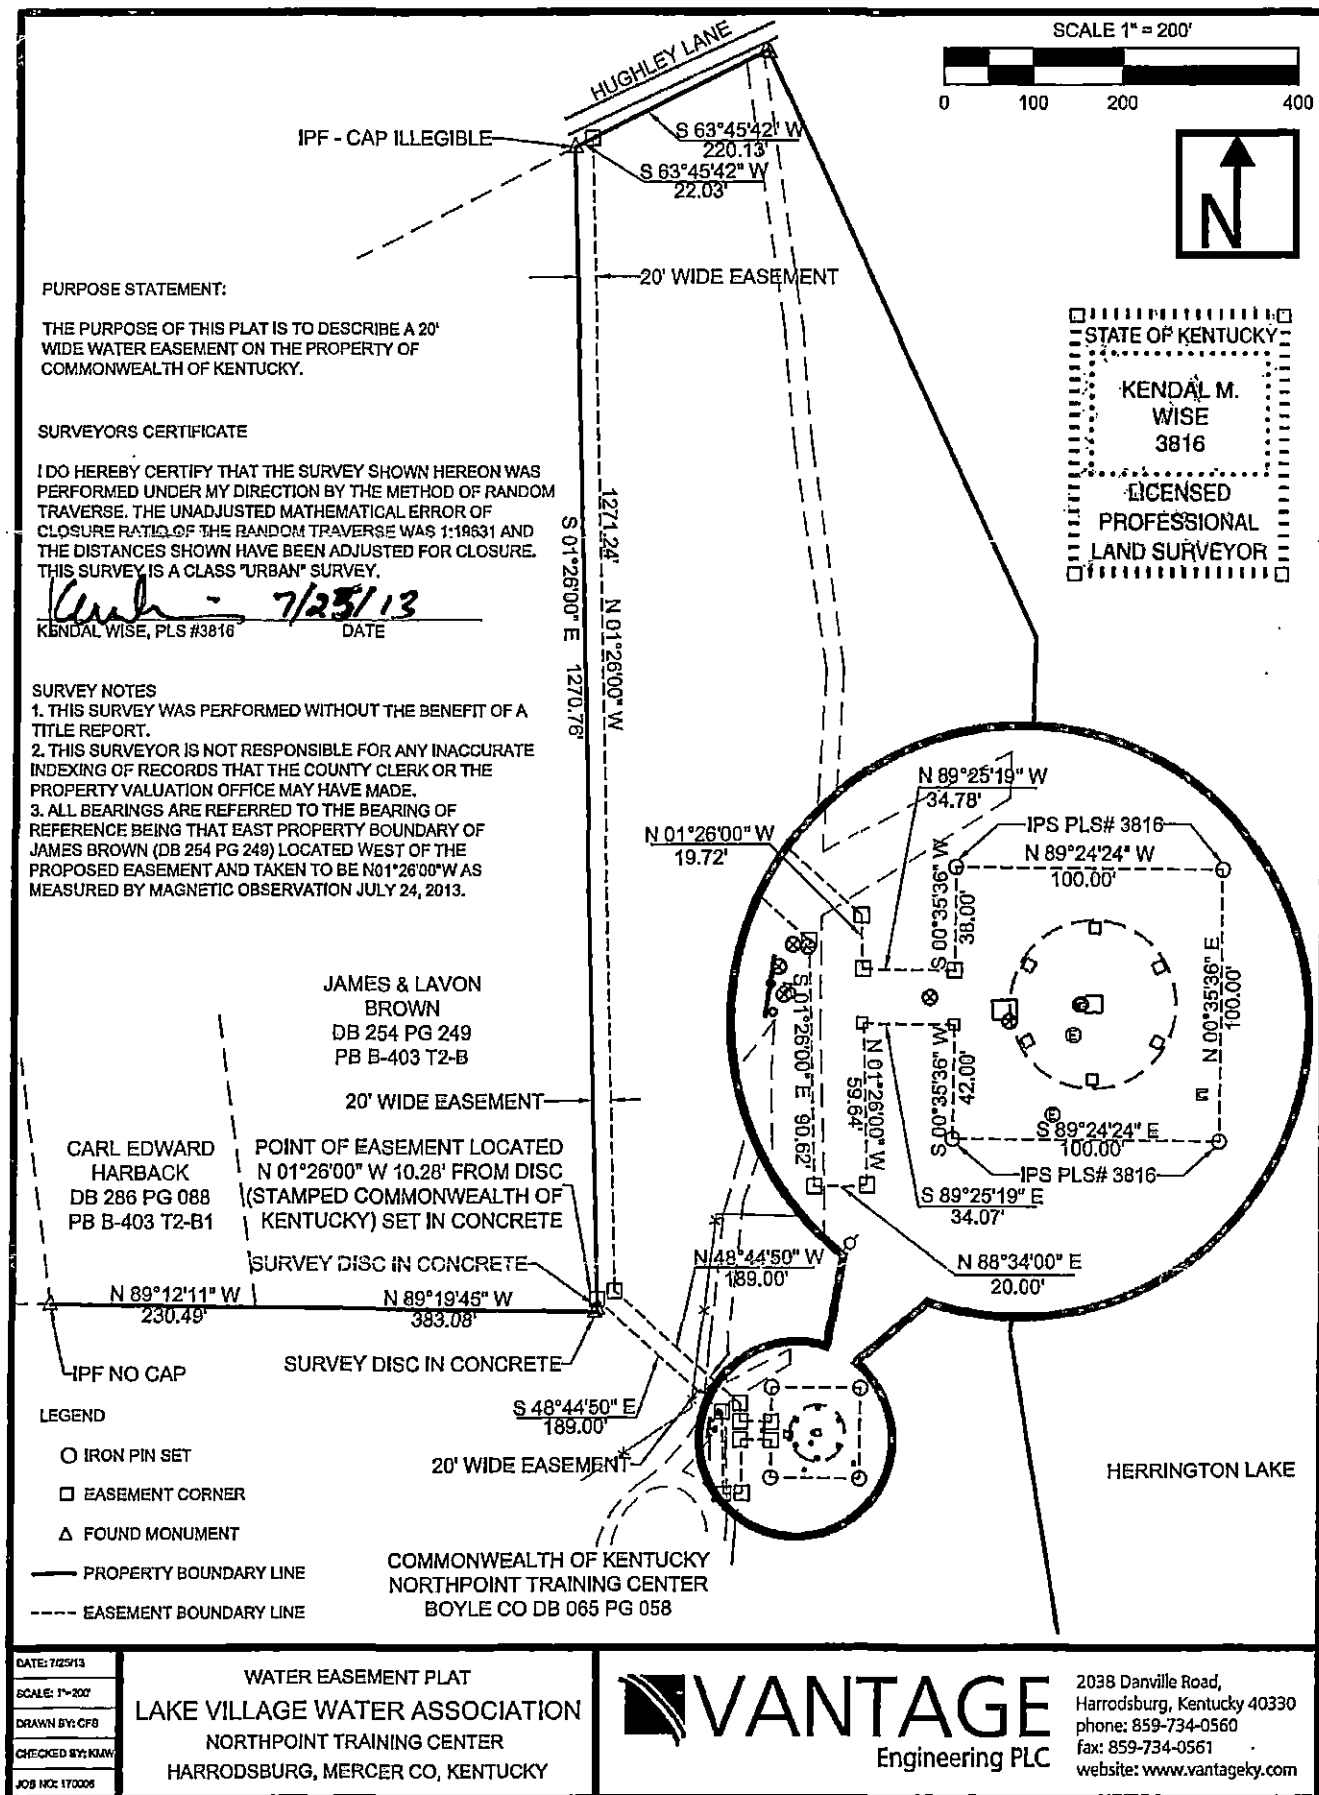 SCALE 1" = 200'
0 100 200 400
N
HUGHLEY LANE
IPF - CAP ILLEGIBLE
S 63°45'42" W
220.13'
S 63°45'42" W
22.03'
20' WIDE EASEMENT
PURPOSE STATEMENT:
THE PURPOSE OF THIS PLAT IS TO DESCRIBE A 20'
WIDE WATER EASEMENT ON THE PROPERTY OF
COMMONWEALTH OF KENTUCKY.
STATE OF KENTUCKY
KENDAL M.
WISE
3816
LICENSED
PROFESSIONAL
LAND SURVEYOR
SURVEYORS CERTIFICATE
I DO HEREBY CERTIFY THAT THE SURVEY SHOWN HEREON WAS
PERFORMED UNDER MY DIRECTION BY THE METHOD OF RANDOM
TRAVERSE. THE UNADJUSTED MATHEMATICAL ERROR OF
CLOSURE RATIO OF THE RANDOM TRAVERSE WAS 1:19631 AND
THE DISTANCES SHOWN HAVE BEEN ADJUSTED FOR CLOSURE.
THIS SURVEY IS A CLASS "URBAN" SURVEY.
7/25/13
KENDAL WISE, PLS #3816 DATE
S 01°26'00" E 1270.76'
1271.24' N 01°26'00" W
SURVEY NOTES
1. THIS SURVEY WAS PERFORMED WITHOUT THE BENEFIT OF A
TITLE REPORT.
2. THIS SURVEYOR IS NOT RESPONSIBLE FOR ANY INACCURATE
INDEXING OF RECORDS THAT THE COUNTY CLERK OR THE
PROPERTY VALUATION OFFICE MAY HAVE MADE.
3. ALL BEARINGS ARE REFERRED TO THE BEARING OF
REFERENCE BEING THAT EAST PROPERTY BOUNDARY OF
JAMES BROWN (DB 254 PG 249) LOCATED WEST OF THE
PROPOSED EASEMENT AND TAKEN TO BE N01°26'00"W AS
MEASURED BY MAGNETIC OBSERVATION JULY 24, 2013.
N 89°25'19" W
34.78'
N 01°26'00" W
19.72'
IPS PLS# 3816
N 89°24'24" W
100.00'
S 00°35'36" W
38.00'
N 00°35'36" E
100.00'
S 01°26'00" E 90.62'
N 01°26'00" W
59.64'
S 00°35'36" W
42.00'
E
E
E
S 89°24'24" E
100.00'
IPS PLS# 3816
S 89°25'19" E
34.07'
N 88°34'00" E
20.00'
JAMES & LAVON
BROWN
DB 254 PG 249
PB B-403 T2-B
20' WIDE EASEMENT
CARL EDWARD
HARBACK
DB 286 PG 088
PB B-403 T2-B1
POINT OF EASEMENT LOCATED
N 01°26'00" W 10.28' FROM DISC
(STAMPED COMMONWEALTH OF
KENTUCKY) SET IN CONCRETE
SURVEY DISC IN CONCRETE
N 48°44'50" W
189.00'
N 89°12'11" W
230.49'
N 89°19'45" W
383.08'
IPF NO CAP
SURVEY DISC IN CONCRETE
S 48°44'50" E
189.00'
20' WIDE EASEMENT
HERRINGTON LAKE
LEGEND
IRON PIN SET
EASEMENT CORNER
FOUND MONUMENT
PROPERTY BOUNDARY LINE
EASEMENT BOUNDARY LINE
COMMONWEALTH OF KENTUCKY
NORTHPOINT TRAINING CENTER
BOYLE CO DB 065 PG 058
DATE: 7/25/13
SCALE: 1"=200'
DRAWN BY: CFB
CHECKED BY: KMW
JOB NO: 170006
WATER EASEMENT PLAT
LAKE VILLAGE WATER ASSOCIATION
NORTHPOINT TRAINING CENTER
HARRODSBURG, MERCER CO, KENTUCKY
VANTAGE
Engineering PLC
2038 Danville Road,
Harrodsburg, Kentucky 40330
phone: 859-734-0560
fax: 859-734-0561
website: www.vantageky.com